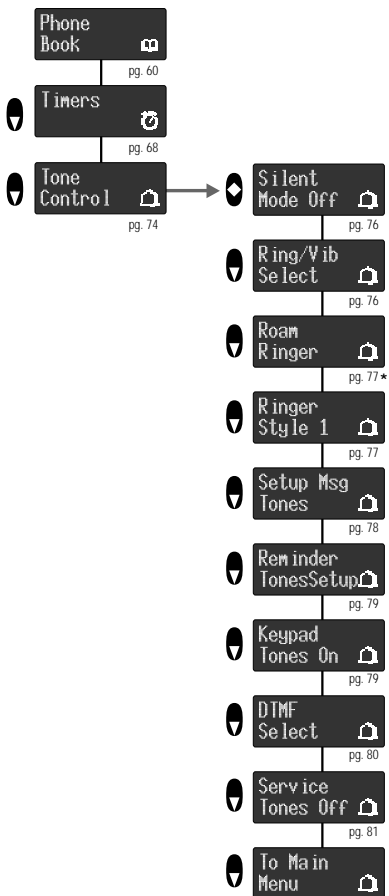 Phone
Book
pg. 60
Timers
pg. 68
Tone
Control
pg. 74
Silent
Mode Off
pg. 76
Ring/Vib
Select
pg. 76
Roam
Ringer
pg. 77*
Ringer
Style 1
pg. 77
Setup Msg
Tones
pg. 78
Reminder
TonesSetup
pg. 79
Keypad
Tones On
pg. 79
DTMF
Select
pg. 80
Service
Tones Off
pg. 81
To Main
Menu